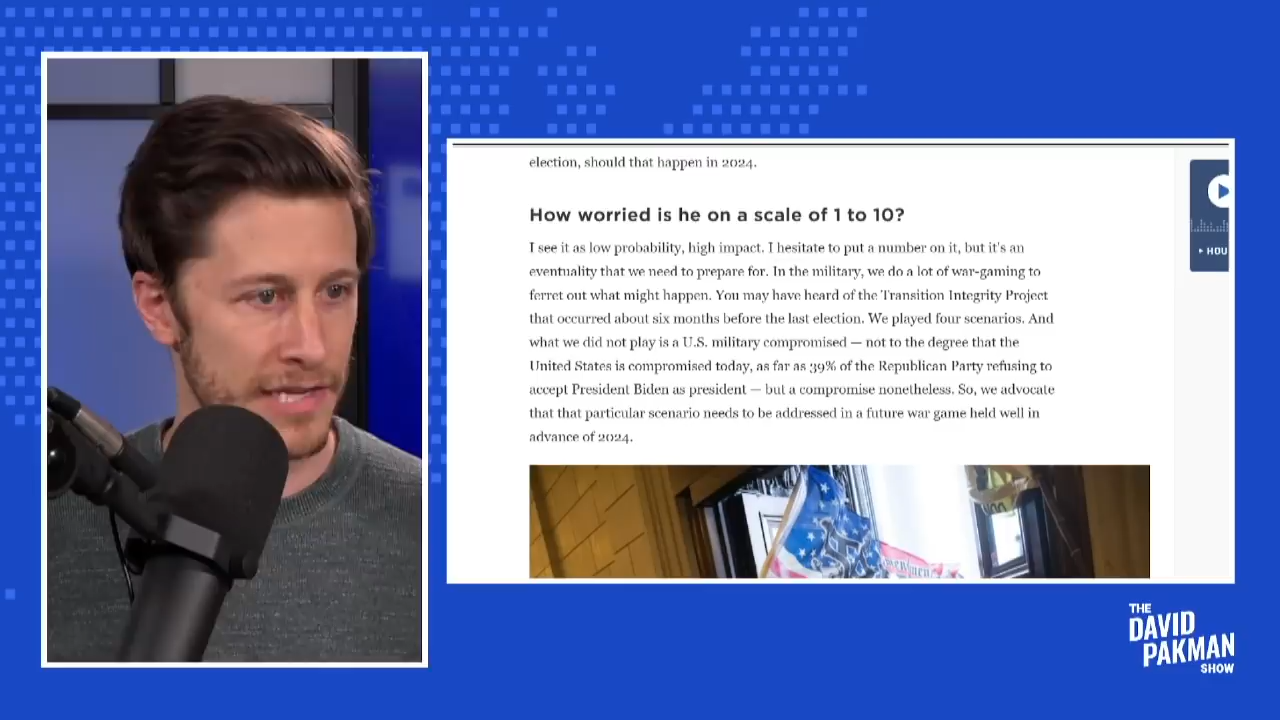 election, should that happen in 2024.
How worried is he on a scale of 1 to 10?
I see it as low probability, high impact. I hesitate to put a number on it, but it's an
eventuality that we need to prepare for. In the military, we do a lot of war-gaming to
ferret out what might happen. You may have heard of the Transition Integrity Project
that occurred about six months before the last election. We played four scenarios. And
what we did not play is a U.S. military compromised — not to the degree that the
United States is compromised today, as far as 39% of the Republican Party refusing to
accept President Biden as president — but a compromise nonetheless. So, we advocate
that that particular scenario needs to be addressed in a future war game held well in
advance of 2024.
HOU
THE
DAVID
PAKMAN
SHOW